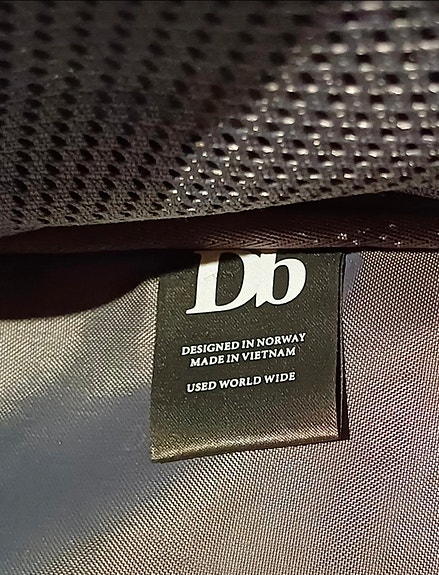 Db
DESIGNED IN NORWAY
MADE IN VIETNAM
USED WORLD WIDE